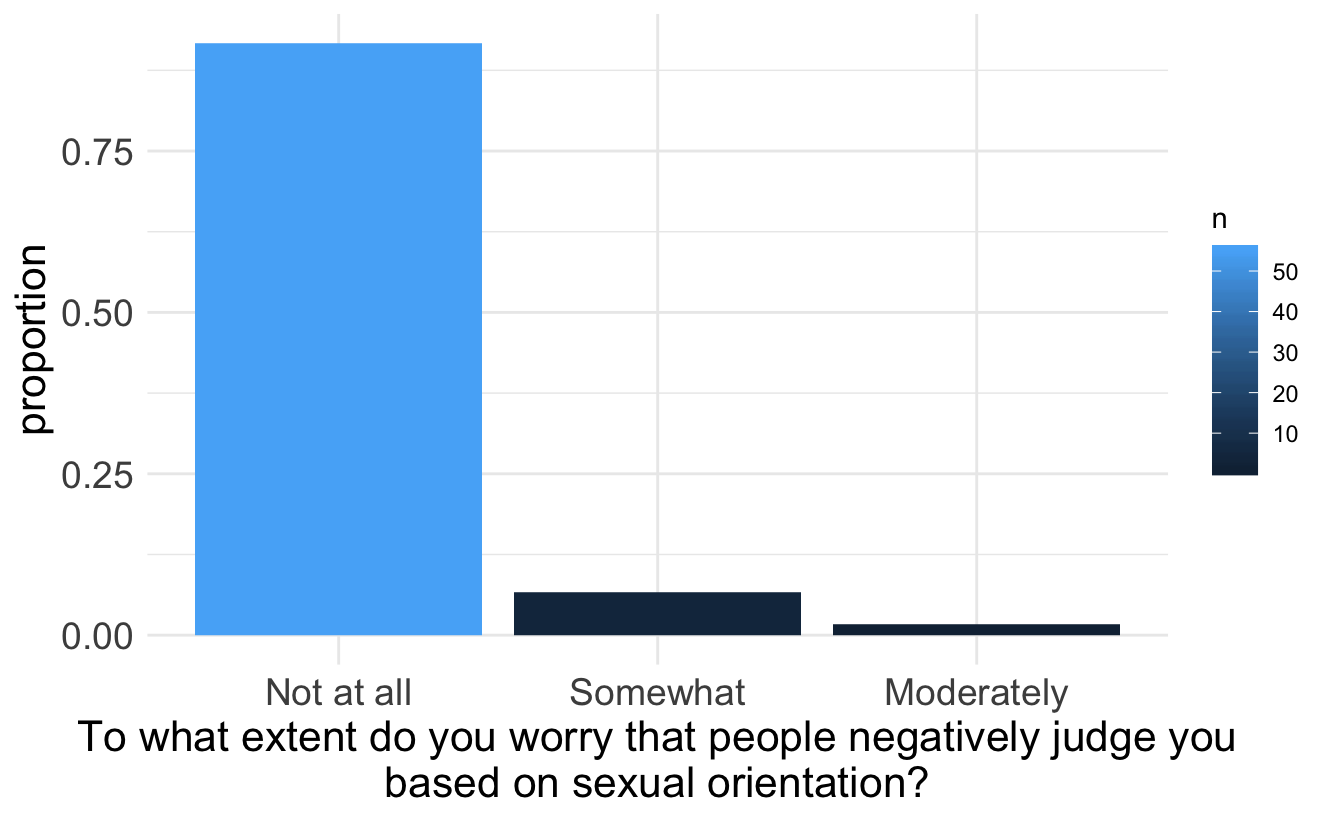 proportion
0.75
0.50
0.25
0.00
Not at all
Somewhat
Moderately
To what extent do you worry that people negatively judge you
based on sexual orientation?
n
50
40
30
20
10